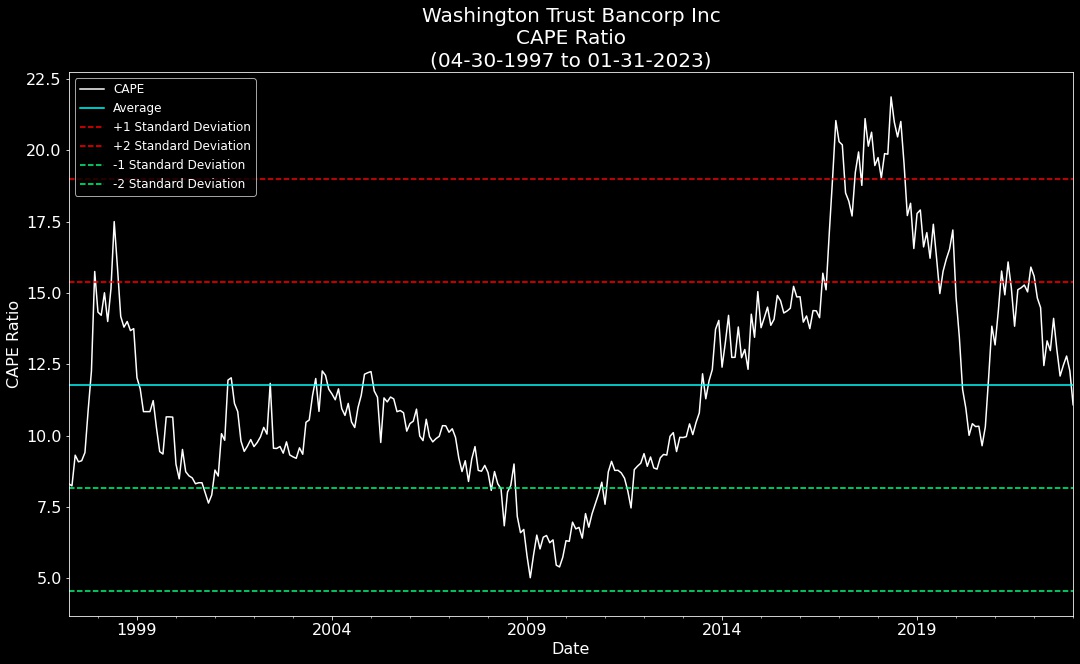 Washington Trust Bancorp Inc
CAPE Ratio
(04-30-1997 to 01-31-2023)
CAPE
Average
+1 Standard Deviation
+2 Standard Deviation
-1 Standard Deviation
-2 Standard Deviation
CAPE Ratio
22.5
20.0
17.5
15.0
12.5
10.0
7.5
5.0
1999
2004
2009
2014
2019
Date